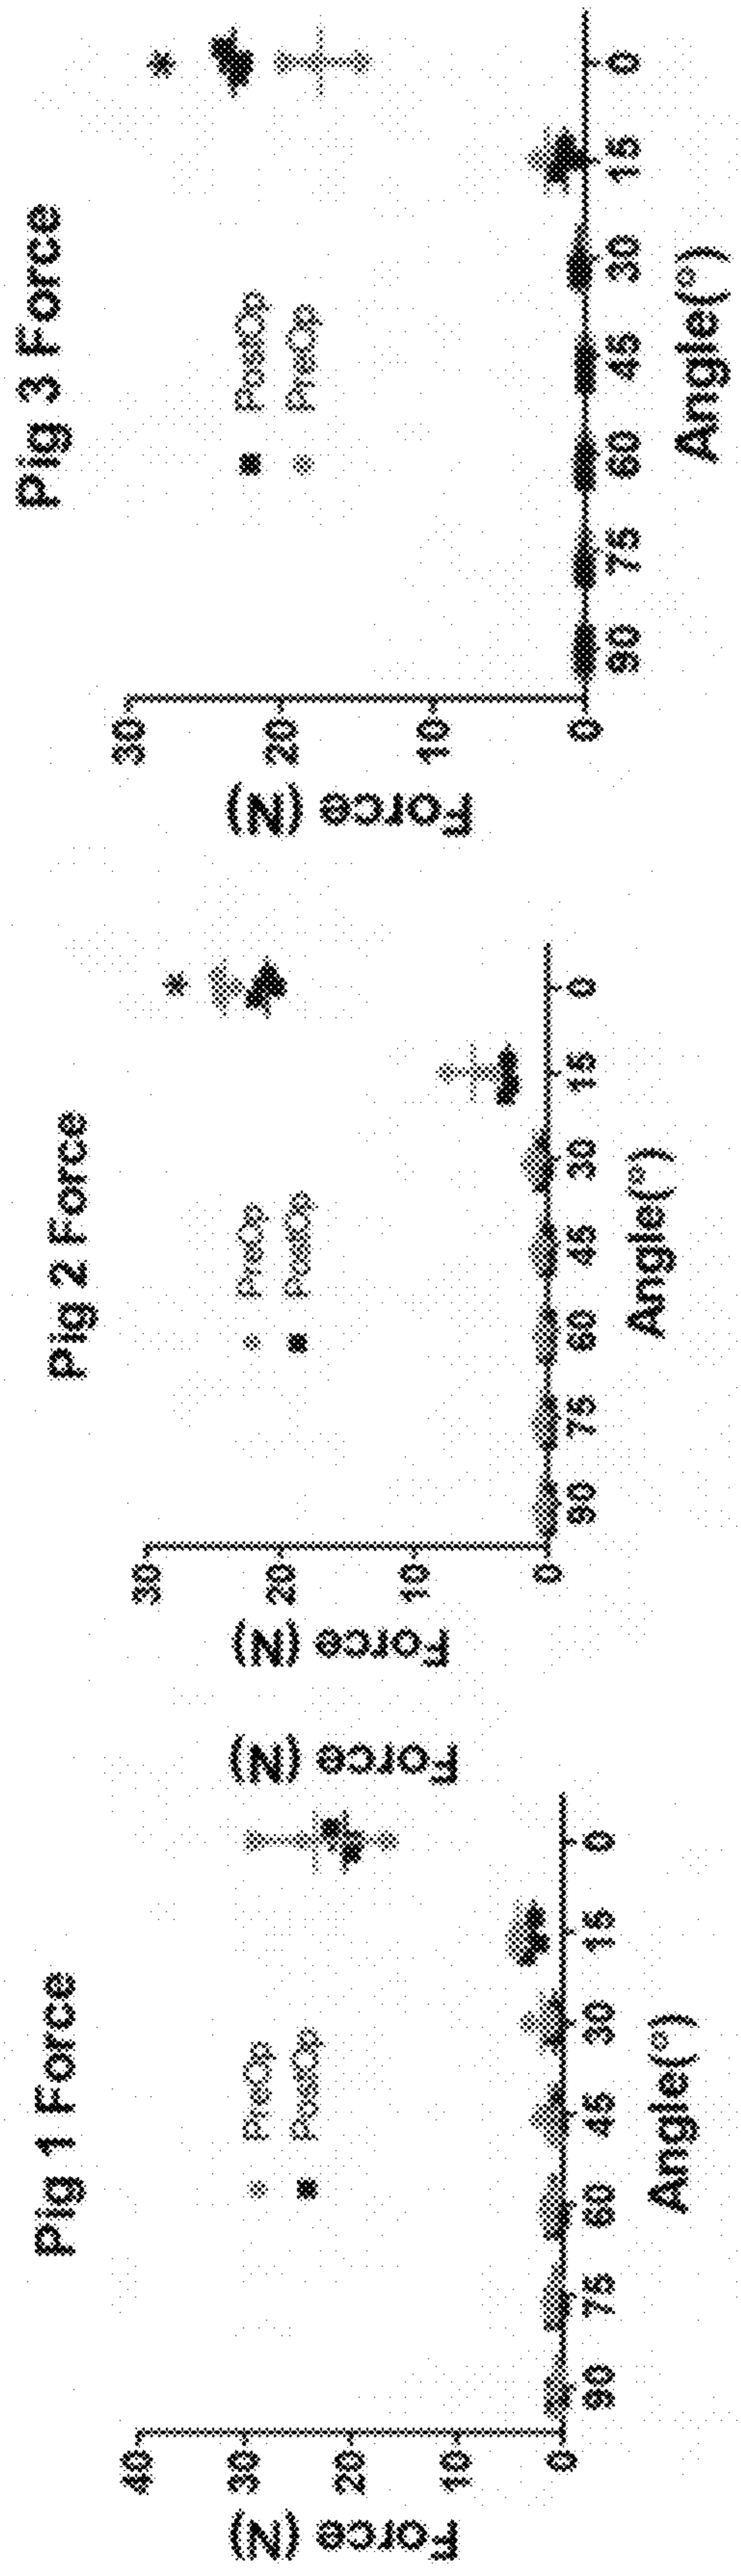 Pig 1 Force
Force (N)
40
30
20
10
0
PreOp
PostOp
90 75 60 45 30 15 0
Angle(°)
*
Pig 2 Force
Force (N)
Force (N)
30
20
10
0
PreOp
PostOp
90 75 60 45 30 15 0
Angle(°)
*
Pig 3 Force
Force (N)
30
20
10
0
PostOp
PreOp
90 75 60 45 30 15 0
Angle(°)